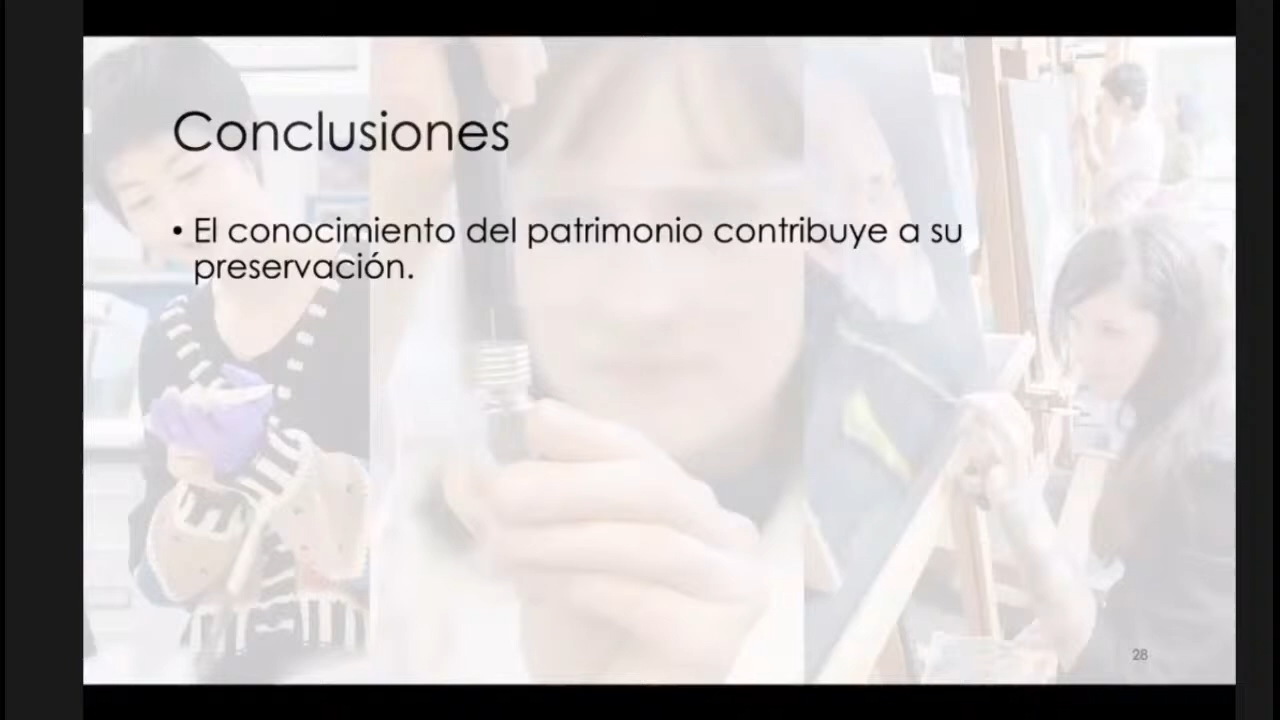 Conclusiones
• El conocimiento del patrimonio contribuye a su
preservación.
28